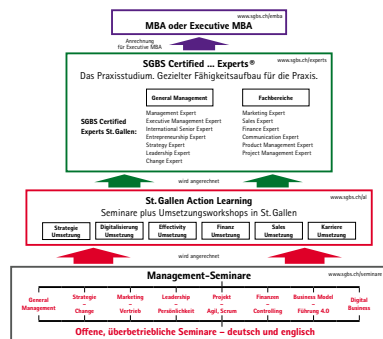 www.sgbs.ch/emba
MBA oder Executive MBA
Anrechnung
für Executive MBA
www.sgbs.ch/experts
SGBS Certified ... Experts®
Das Praxisstudium. Gezielter Fähigkeitsaufbau für die Praxis.
General Management
Fachbereiche
SGBS Certified
Experts St.Gallen:
Management Expert
Executive Management Expert
International Senior Expert
Entrepreneurship Expert
Strategy Expert
Leadership Expert
Change Expert
Marketing Expert
Sales Expert
Finance Expert
Communication Expert
Product Management Expert
Project Management Expert
wird angerechnet
www.sgbs.ch/al
St.Gallen Action Learning
Seminare plus Umsetzungsworkshops in St.Gallen
Strategie
Umsetzung
Digitalisierung
Umsetzung
Effectivity
Umsetzung
Finanz
Umsetzung
Sales
Umsetzung
Karriere
Umsetzung
wird angerechnet
www.sgbs.ch/seminare
Management-Seminare
General
Management
Strategie
–
Change
Marketing
–
Vertrieb
Leadership
–
Persönlichkeit
Projekt
–
Agil, Scrum
Finanzen
–
Controlling
Business Model
–
Führung 4.0
Digital
Business
Offene, überbetriebliche Seminare – deutsch und englisch